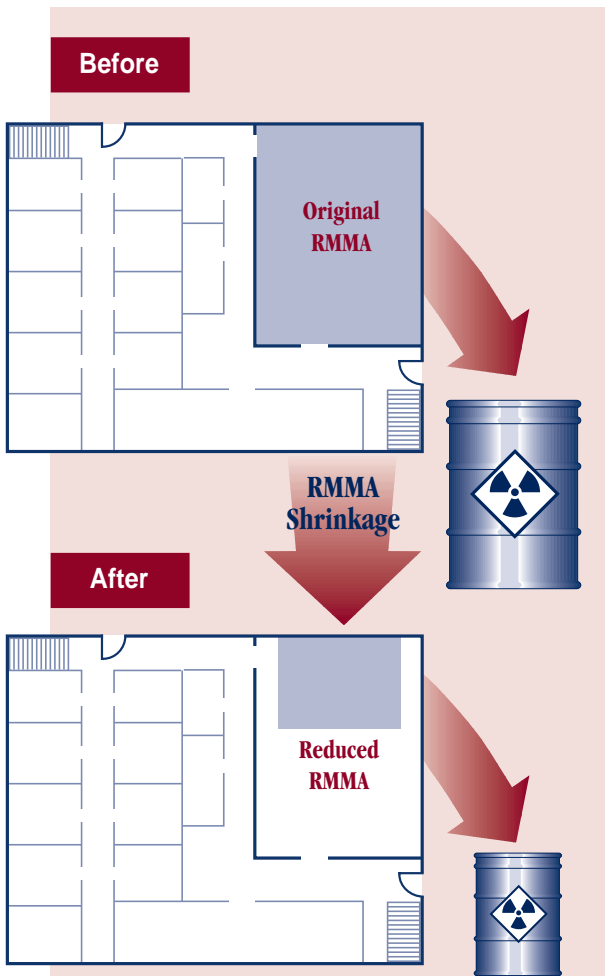 Before
Original
RMMA
RMMA
Shrinkage
After
Reduced
RMMA